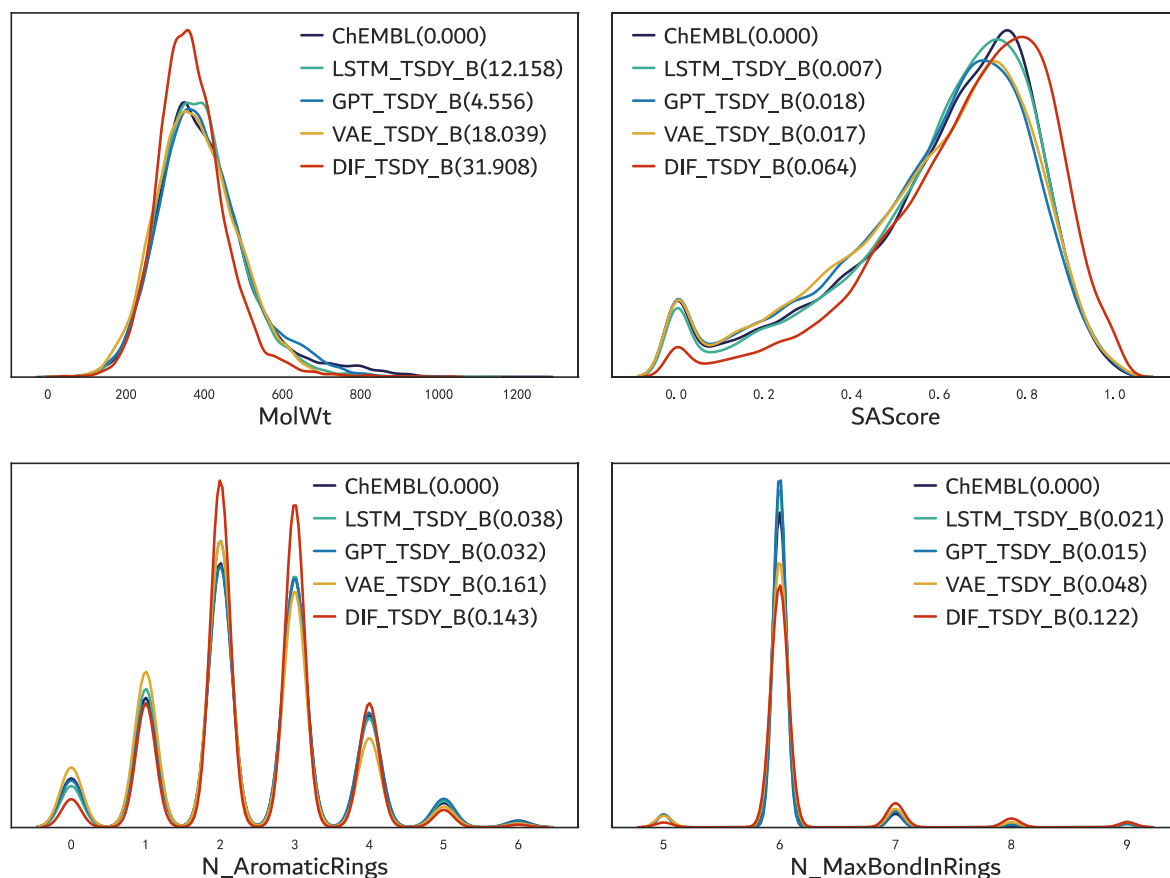 ChEMBL(0.000)
LSTM_TSDY_B(12.158)
GPT_TSDY_B(4.556)
VAE_TSDY_B(18.039)
DIF_TSDY_B(31.908)
0 200 400 600 800 1000 1200
MolWt
ChEMBL(0.000)
LSTM_TSDY_B(0.007)
GPT_TSDY_B(0.018)
VAE_TSDY_B(0.017)
DIF_TSDY_B(0.064)
0.0 0.2 0.4 0.6 0.8 1.0
SAScore
ChEMBL(0.000)
LSTM_TSDY_B(0.038)
GPT_TSDY_B(0.032)
VAE_TSDY_B(0.161)
DIF_TSDY_B(0.143)
0 1 2 3 4 5 6
N_AromaticRings
ChEMBL(0.000)
LSTM_TSDY_B(0.021)
GPT_TSDY_B(0.015)
VAE_TSDY_B(0.048)
DIF_TSDY_B(0.122)
5 6 7 8 9
N_MaxBondInRings